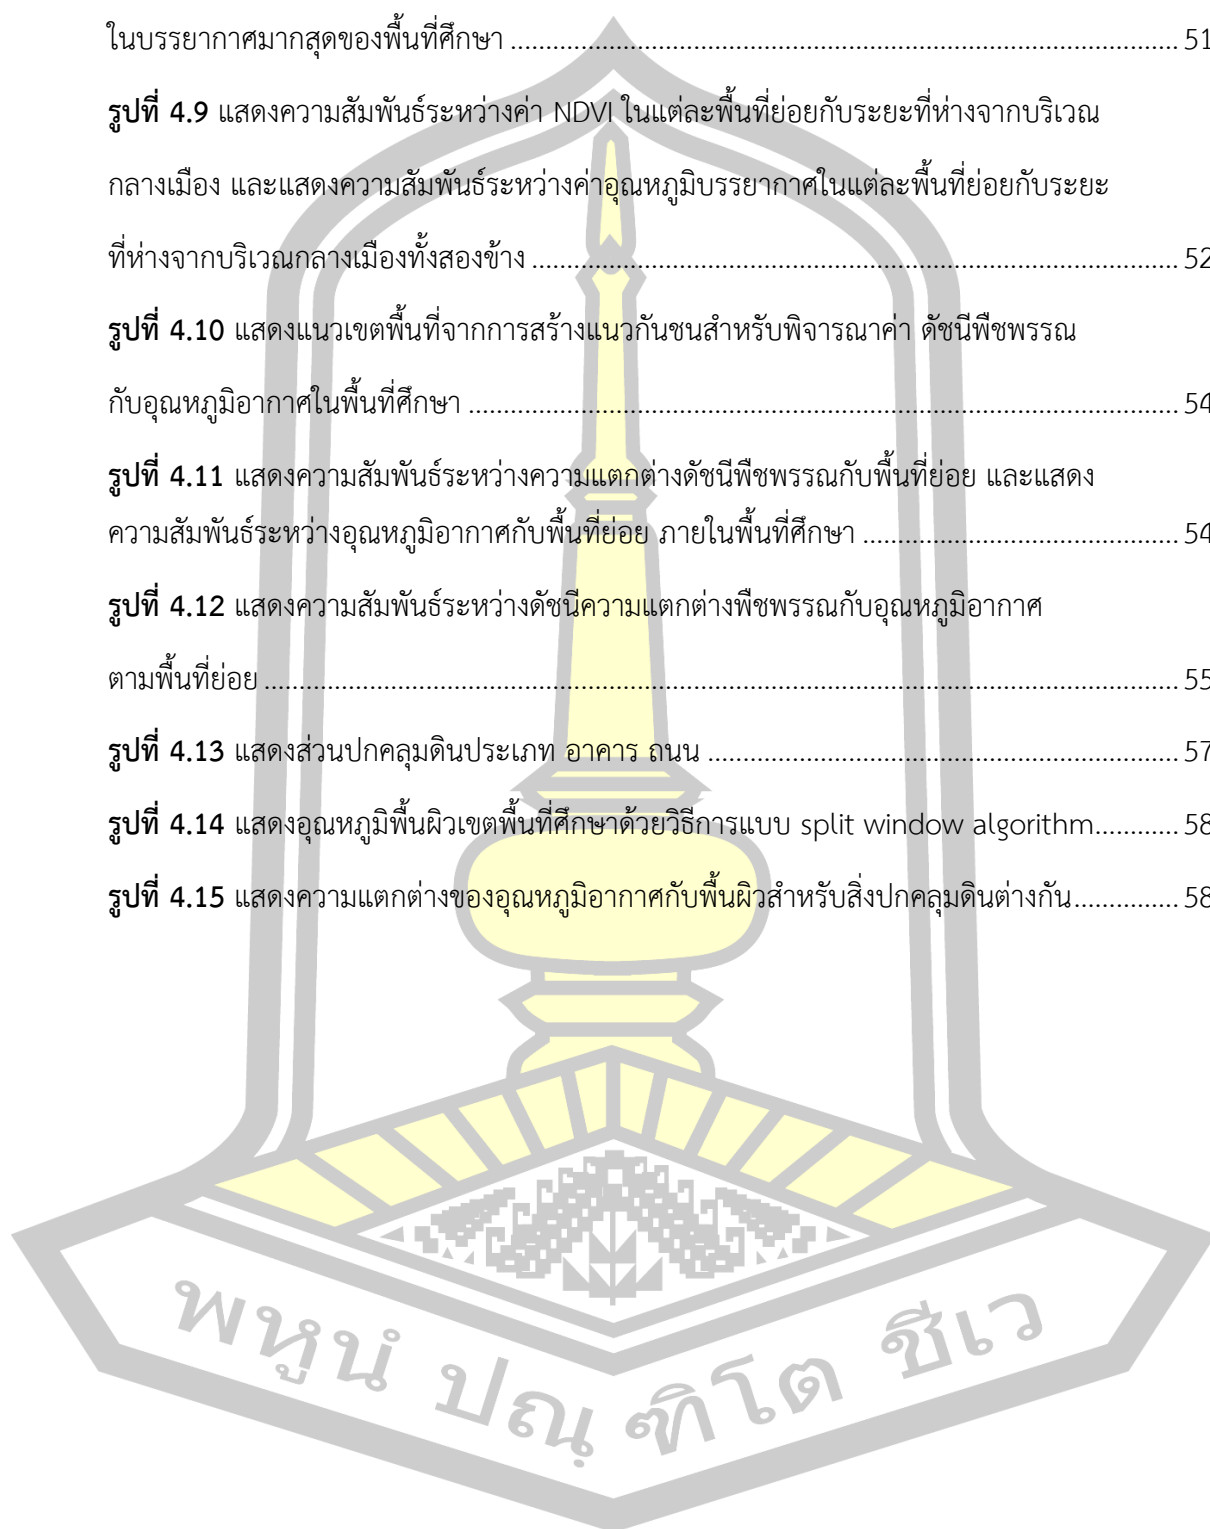 ในบรรยากาศมากสุดของพื้นที่ศึกษา ........ 51
รูปที่ 4.9 แสดงความสัมพันธ์ระหว่างค่า NDVI ในแต่ละพื้นที่ย่อยกับระยะที่ห่างจากบริเวณ
กลางเมือง และแสดงความสัมพันธ์ระหว่างค่าอุณหภูมิบรรยากาศในแต่ละพื้นที่ย่อยกับระยะ
ที่ห่างจากบริเวณกลางเมืองทั้งสองข้าง ........ 52
รูปที่ 4.10 แสดงแนวเขตพื้นที่จากการสร้างแนวกันชนสำหรับพิจารณาค่า ดัชนีพืชพรรณ
กับอุณหภูมิอากาศในพื้นที่ศึกษา ........ 54
รูปที่ 4.11 แสดงความสัมพันธ์ระหว่างความแตกต่างดัชนีพืชพรรณกับพื้นที่ย่อย และแสดง
ความสัมพันธ์ระหว่างอุณหภูมิอากาศกับพื้นที่ย่อย ภายในพื้นที่ศึกษา ........ 54
รูปที่ 4.12 แสดงความสัมพันธ์ระหว่างดัชนีความแตกต่างพืชพรรณกับอุณหภูมิอากาศ
ตามพื้นที่ย่อย ........ 55
รูปที่ 4.13 แสดงส่วนปกคลุมดินประเภท อาคาร ถนน ........ 57
รูปที่ 4.14 แสดงอุณหภูมิพื้นผิวเขตพื้นที่ศึกษาด้วยวิธีการแบบ split window algorithm ........ 58
รูปที่ 4.15 แสดงความแตกต่างของอุณหภูมิอากาศกับพื้นผิวสำหรับสิ่งปกคลุมดินต่างกัน ........ 58
พหูนํ ปณฺฑิโต ชีเว